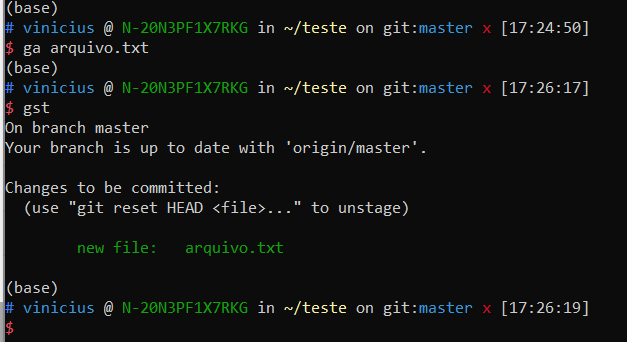 (base)
# vinicius @ N-20N3PF1X7RKG in ~/teste on git:master x [17:24:50]
$ ga arquivo.txt
(base)
# vinicius @ N-20N3PF1X7RKG in ~/teste on git:master x [17:26:17]
$ gst
On branch master
Your branch is up to date with 'origin/master'.
Changes to be committed:
(use "git reset HEAD <file>..." to unstage)
new file: arquivo.txt
(base)
# vinicius @ N-20N3PF1X7RKG in ~/teste on git:master x [17:26:19]
$